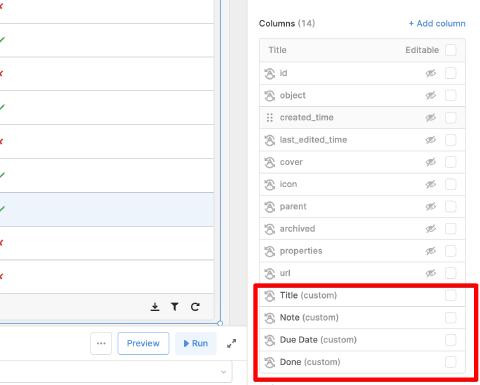 Columns (14)
+ Add column
Title Editable
id
object
created_time
last_edited_time
cover
icon
parent
archived
properties
url
Title (custom)
Note (custom)
Due Date (custom)
Done (custom)
Preview
Run